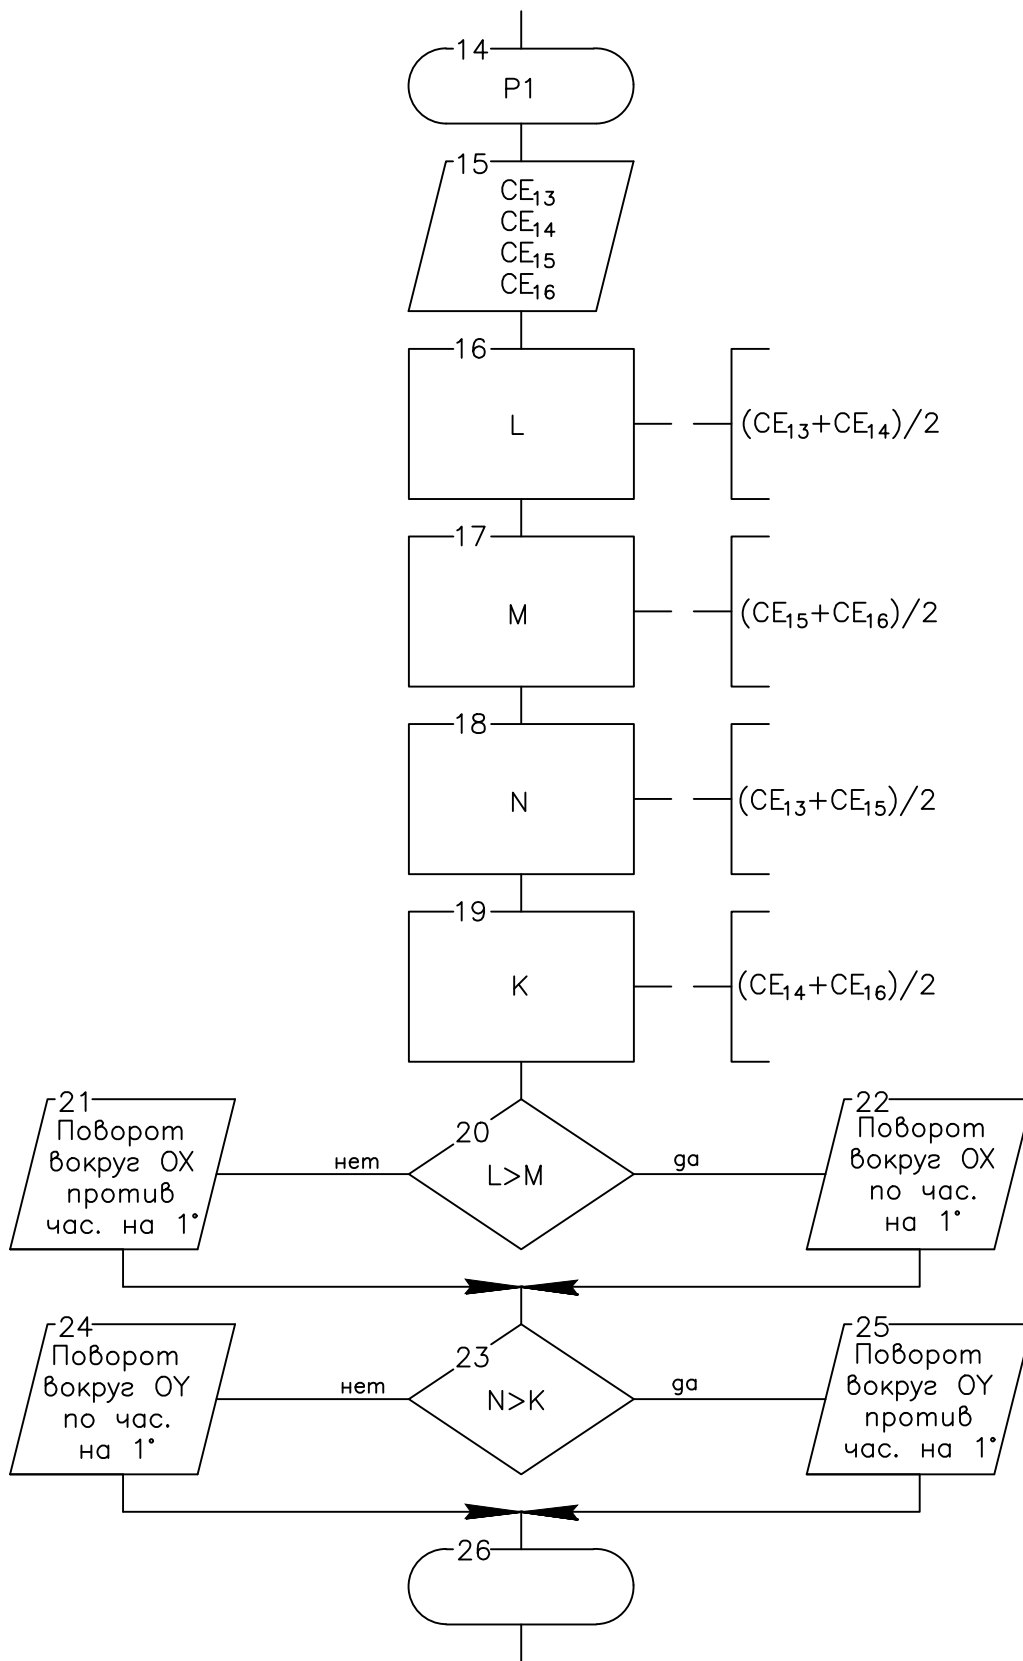 14
P1
15
CE₁₃
CE₁₄
CE₁₅
CE₁₆
16
L
(CE₁₃+CE₁₄)/2
17
M
(CE₁₅+CE₁₆)/2
18
N
(CE₁₃+CE₁₅)/2
19
K
(CE₁₄+CE₁₆)/2
20
L>M
нет
да
21
Поворот
вокруг OX
против
час. на 1°
22
Поворот
вокруг OX
по час.
на 1°
23
N>K
нет
да
24
Поворот
вокруг OY
по час.
на 1°
25
Поворот
вокруг OY
против
час. на 1°
26